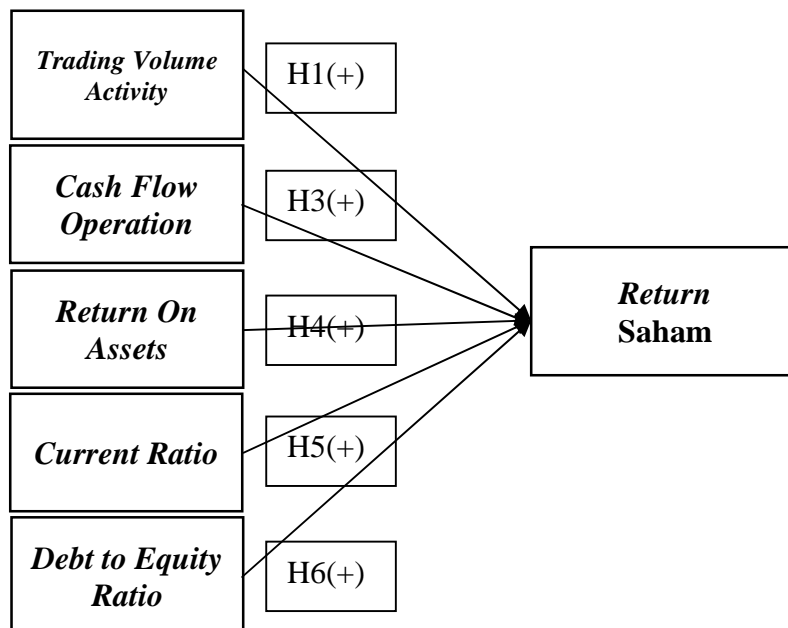 Trading Volume
Activity
H1(+)
Cash Flow
Operation
H3(+)
Return On
Assets
H4(+)
Return
Saham
Current Ratio
H5(+)
Debt to Equity
Ratio
H6(+)